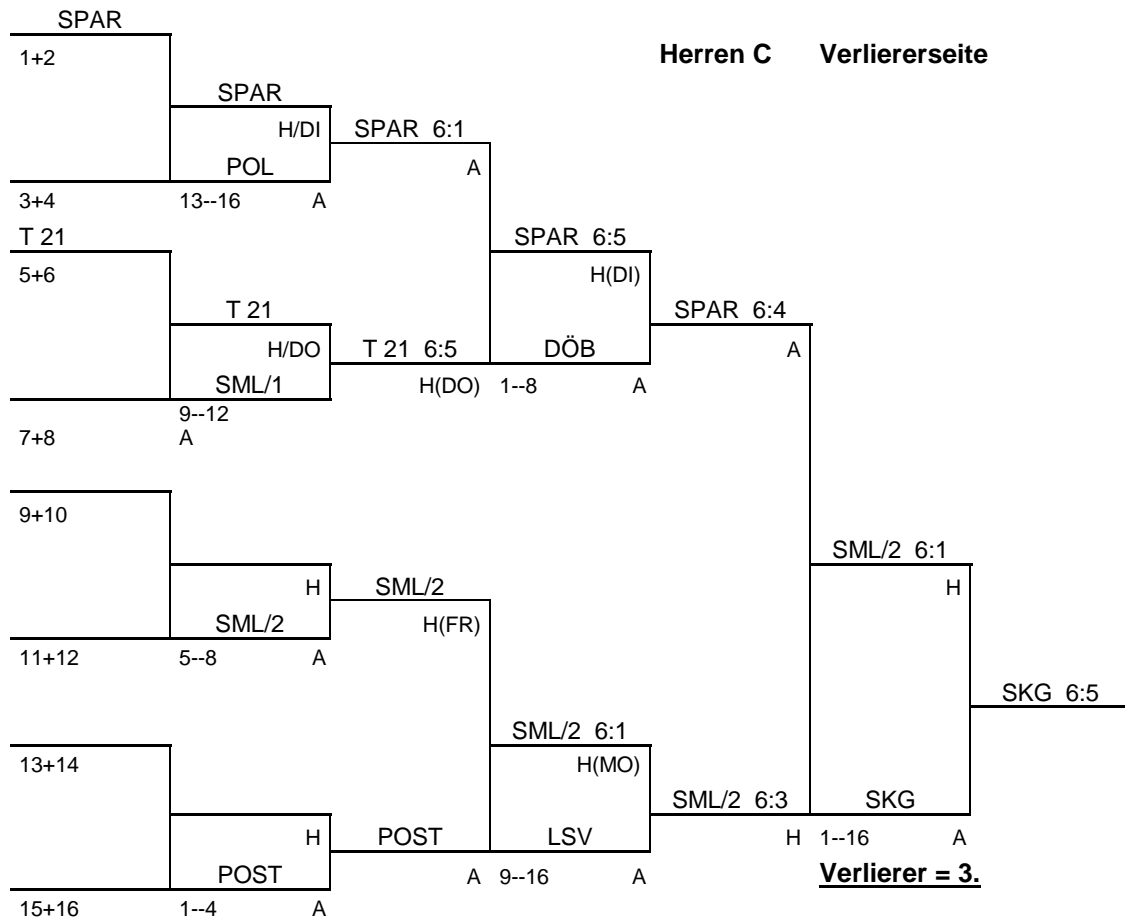 SPAR
1+2
Herren C Verliererseite
SPAR
H/DI
SPAR 6:1
POL
A
3+4
13--16
A
T 21
SPAR 6:5
5+6
H(DI)
T 21
SPAR 6:4
H/DO
T 21 6:5
DÖB
A
SML/1
H(DO)
1--8
A
9--12
7+8
A
9+10
SML/2 6:1
H
SML/2
H
SML/2
H(FR)
11+12
5--8
A
SKG 6:5
SML/2 6:1
13+14
H(MO)
SML/2 6:3
SKG
H
POST
LSV
H
1--16
A
POST
A
9--16
A
Verlierer = 3.
15+16
1--4
A